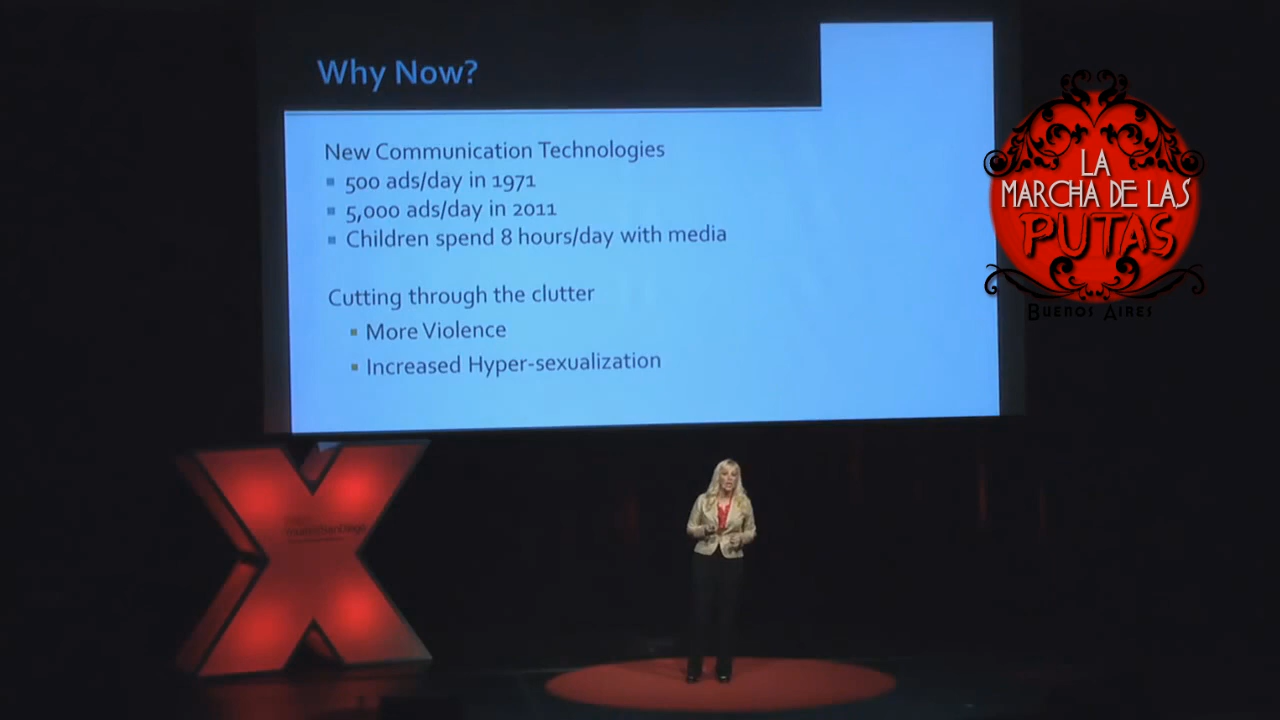 Why Now?
New Communication Technologies
500 ads/day in 1971
5,000 ads/day in 2011
Children spend 8 hours/day with media
Cutting through the clutter
More Violence
Increased Hyper-sexualization
LA
MARCHA DE LAS
PUTAS
BUENOS AIRES